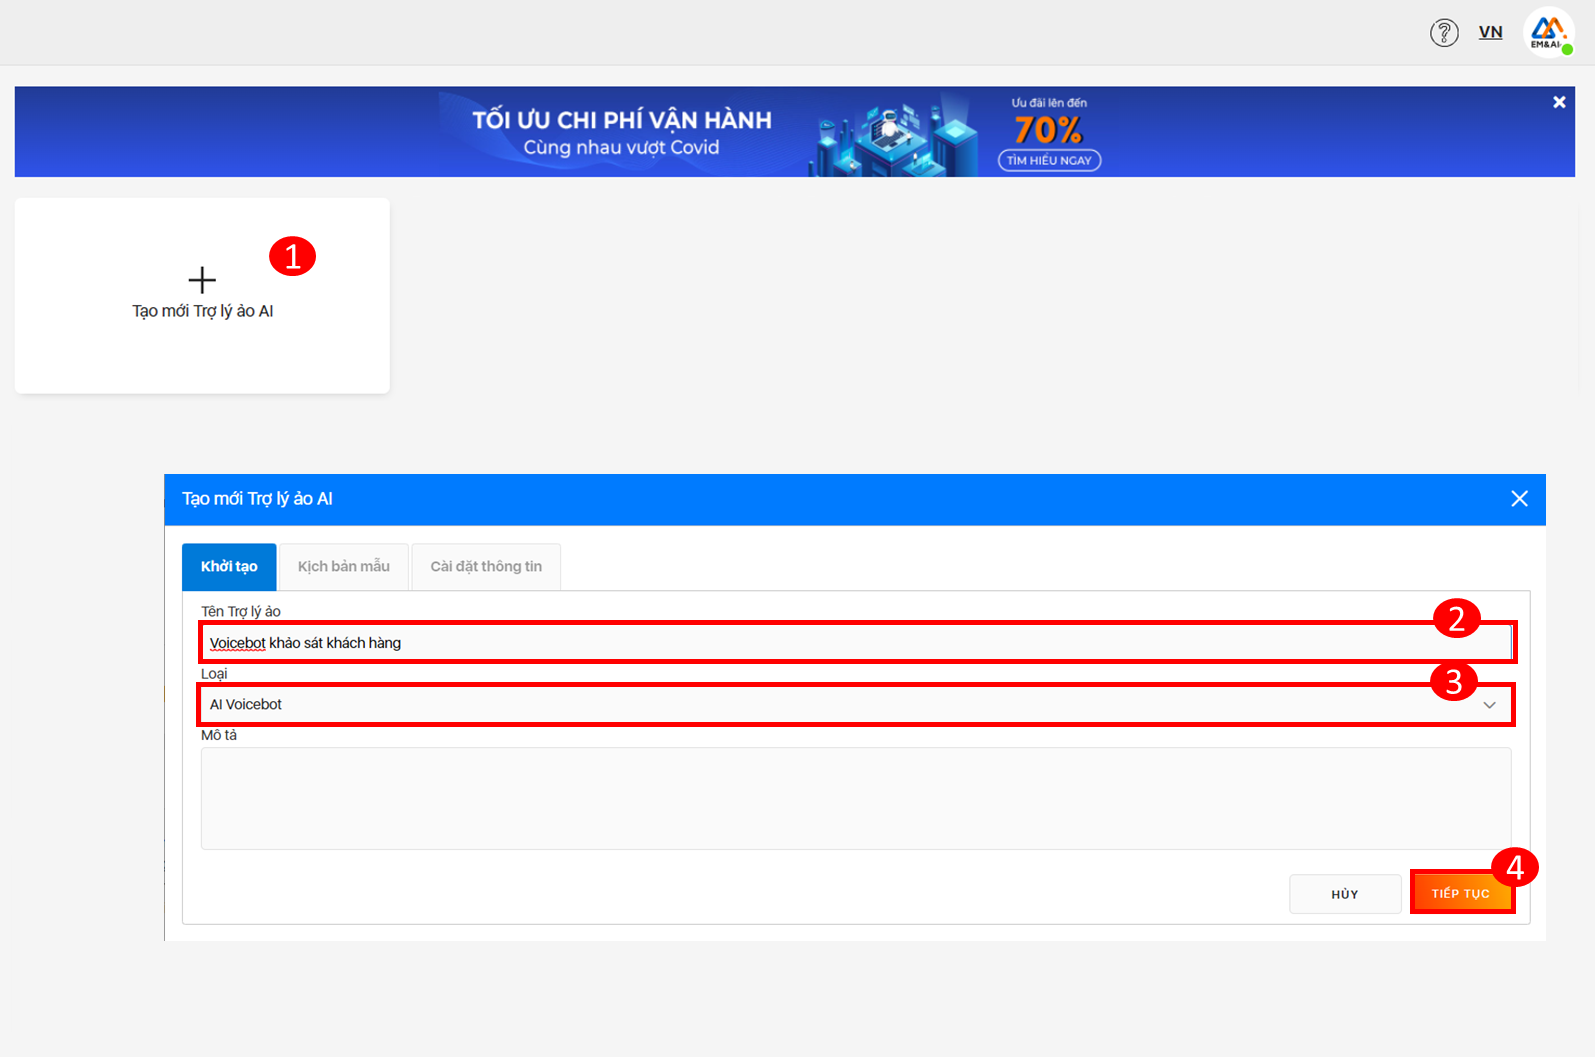 VN
EM&AI
TỐI ƯU CHI PHÍ VẬN HÀNH
Cùng nhau vượt Covid
Ưu đãi lên đến
70%
TÌM HIỂU NGAY
1
Tạo mới Trợ lý ảo AI
Tạo mới Trợ lý ảo AI
Khởi tạo
Kịch bản mẫu
Cài đặt thông tin
Tên Trợ lý ảo
2
Voicebot khảo sát khách hàng
Loại
3
AI Voicebot
Mô tả
4
HỦY
TIẾP TỤC